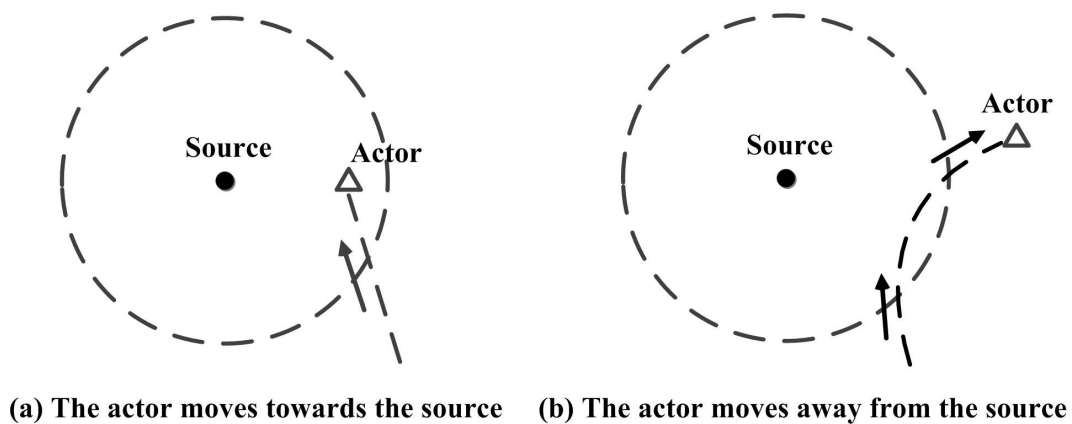 Source
Actor
Source
Actor
(a) The actor moves towards the source
(b) The actor moves away from the source